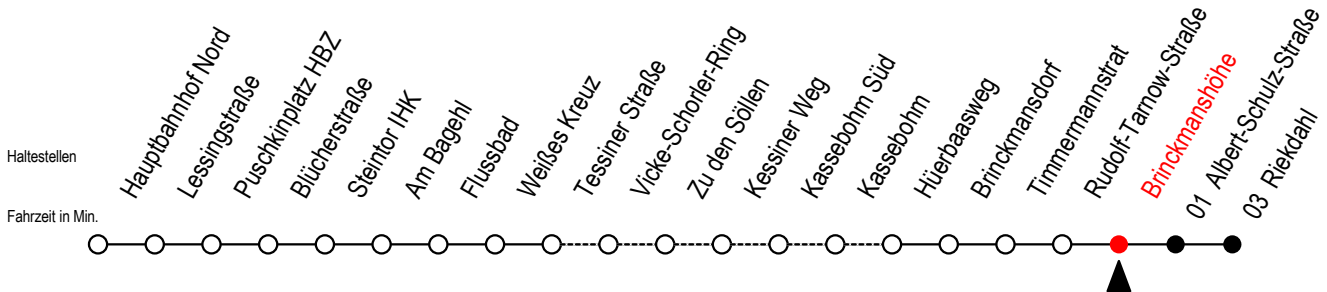 Haltestellen
Fahrzeit in Min.
Hauptbahnhof Nord
Lessingstraße
Puschkinplatz HBZ
Blücherstraße
Steintor IHK
Am Bagehl
Flussbad
Weißes Kreuz
Tessiner Straße
Vicke-Schorler-Ring
Zu den Söllen
Kessiner Weg
Kassebohm Süd
Kassebohm
Hüerbaasweg
Brinckmansdorf
Timmermannstrat
Rudolf-Tarnow-Straße
Brinckmanshöhe
01 Albert-Schulz-Straße
03 Riekdahl